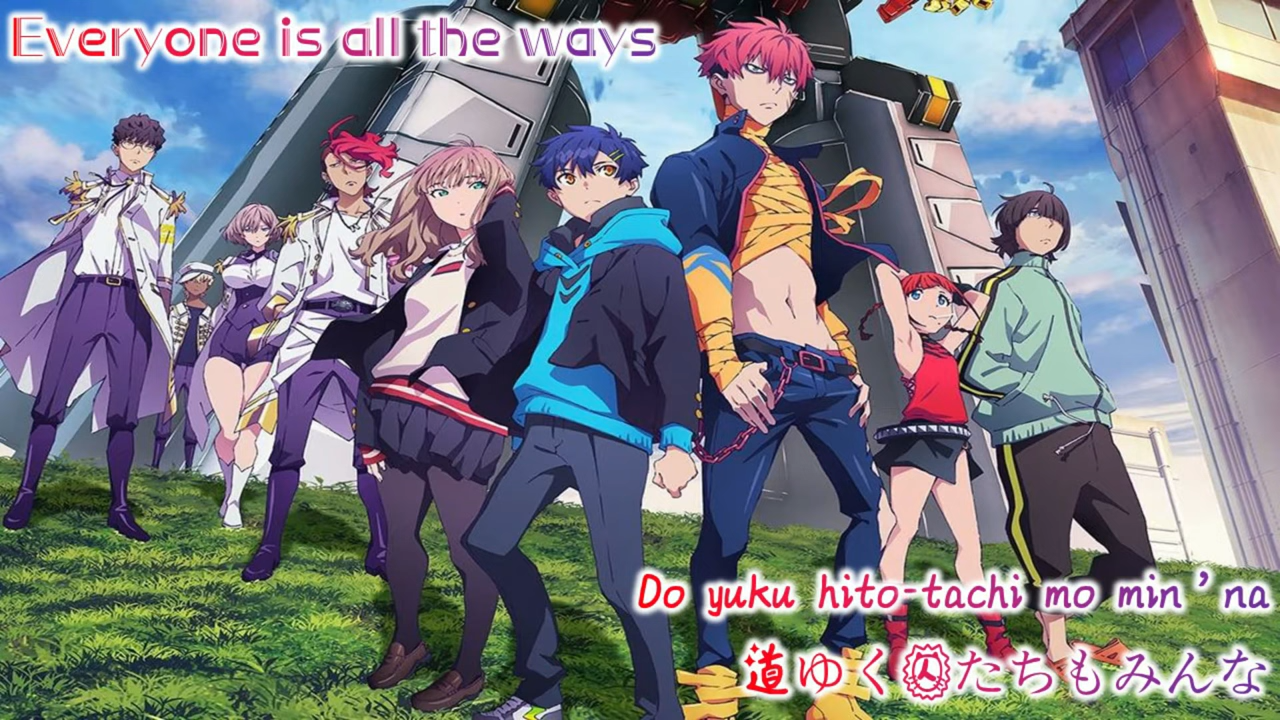 Everyone is all the ways
Do yuku hito-tachi mo min'na
道ゆく人たちもみんな